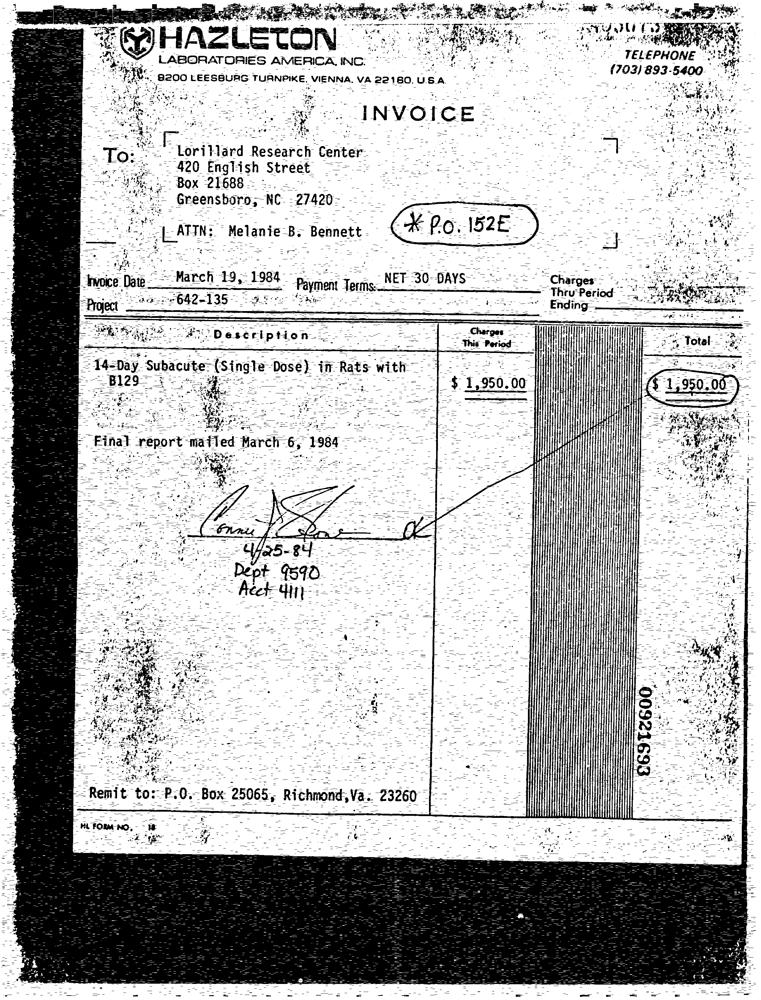 HAZLETON
LABORATORIES AMERICA, INC.
9200 LEESBURG TURNPIKE, VIENNA, VA 22180, U.S.A.
TELEPHONE
(703) 893-5400
INVOICE
To:
Lorillard Research Center
420 English Street
Box 21688
Greensboro, NC 27420
ATTN: Melanie B. Bennett
* P.O. 152E
Invoice Date March 19, 1984 Payment Terms: NET 30 DAYS
Charges
Thru Period
Ending
Project 642-135
Description
Charges
This Period
Total
14-Day Subacute (Single Dose) in Rats with
B129
$ 1,950.00
$ 1,950.00
Final report mailed March 6, 1984
Connie Stone ok
4/25-84
Dept 9590
Acct 4111
00921693
Remit to: P.O. Box 25065, Richmond,Va. 23260
HL FORM NO. 18